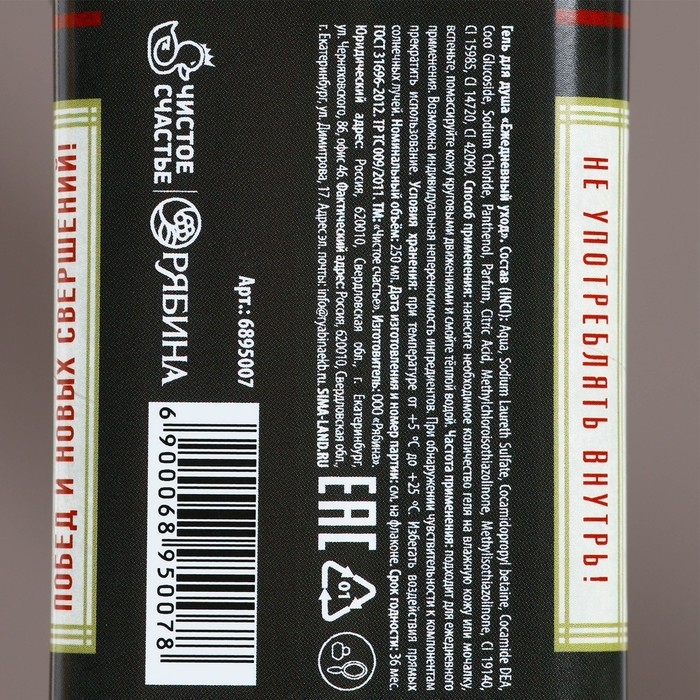 НЕ УПОТРЕБЛЯТЬ ВНУТРЬ!
Гель для душа «Ежедневный уход». Состав (INCI): Aqua, Sodium Laureth Sulfate, Cocamidopropyl betaine, Cocamide DEA,
Coco Glucoside, Sodium Chloride, Panthenol, Parfum, Citric Acid, Methylchloroisothiazolinone, Methylisothiazolinone, CI 19140,
CI 15985, CI 14720, CI 42090. Способ применения: нанесите необходимое количество геля на влажную кожу или мочалку,
вспеньте, помассируйте кожу круговыми движениями и смойте тёплой водой. Частота применения: подходит для ежедневного
применения. Возможна индивидуальная непереносимость ингредиентов. При обнаружении чувствительности к компонентам
прекратить использование. Условия хранения: при температуре от +5 °С до +25 °С. Избегать воздействия прямых
солнечных лучей. Номинальный объём: 250 мл. Дата изготовления и номер партии: см. на флаконе. Срок годности: 36 мес.
ГОСТ 31696-2012. ТР ТС 009/2011. ТМ: «Чистое счастье». Изготовитель: ООО «Рябина».
Юридический адрес: Россия, 620010, Свердловская обл., г. Екатеринбург,
ул. Черняховского, 86, офис 46. Фактический адрес: Россия, 620010, Свердловская обл.,
г. Екатеринбург, ул. Димитрова, 17. Адрес эл. почты: info@ryabinaekb.ru. SIMA-LAND.RU
EAC
01
Арт.: 6895007
ЧИСТОЕ
СЧАСТЬЕ
РЯБИНА
6 900068 950078
ПОБЕД И НОВЫХ СВЕРШЕНИЙ!